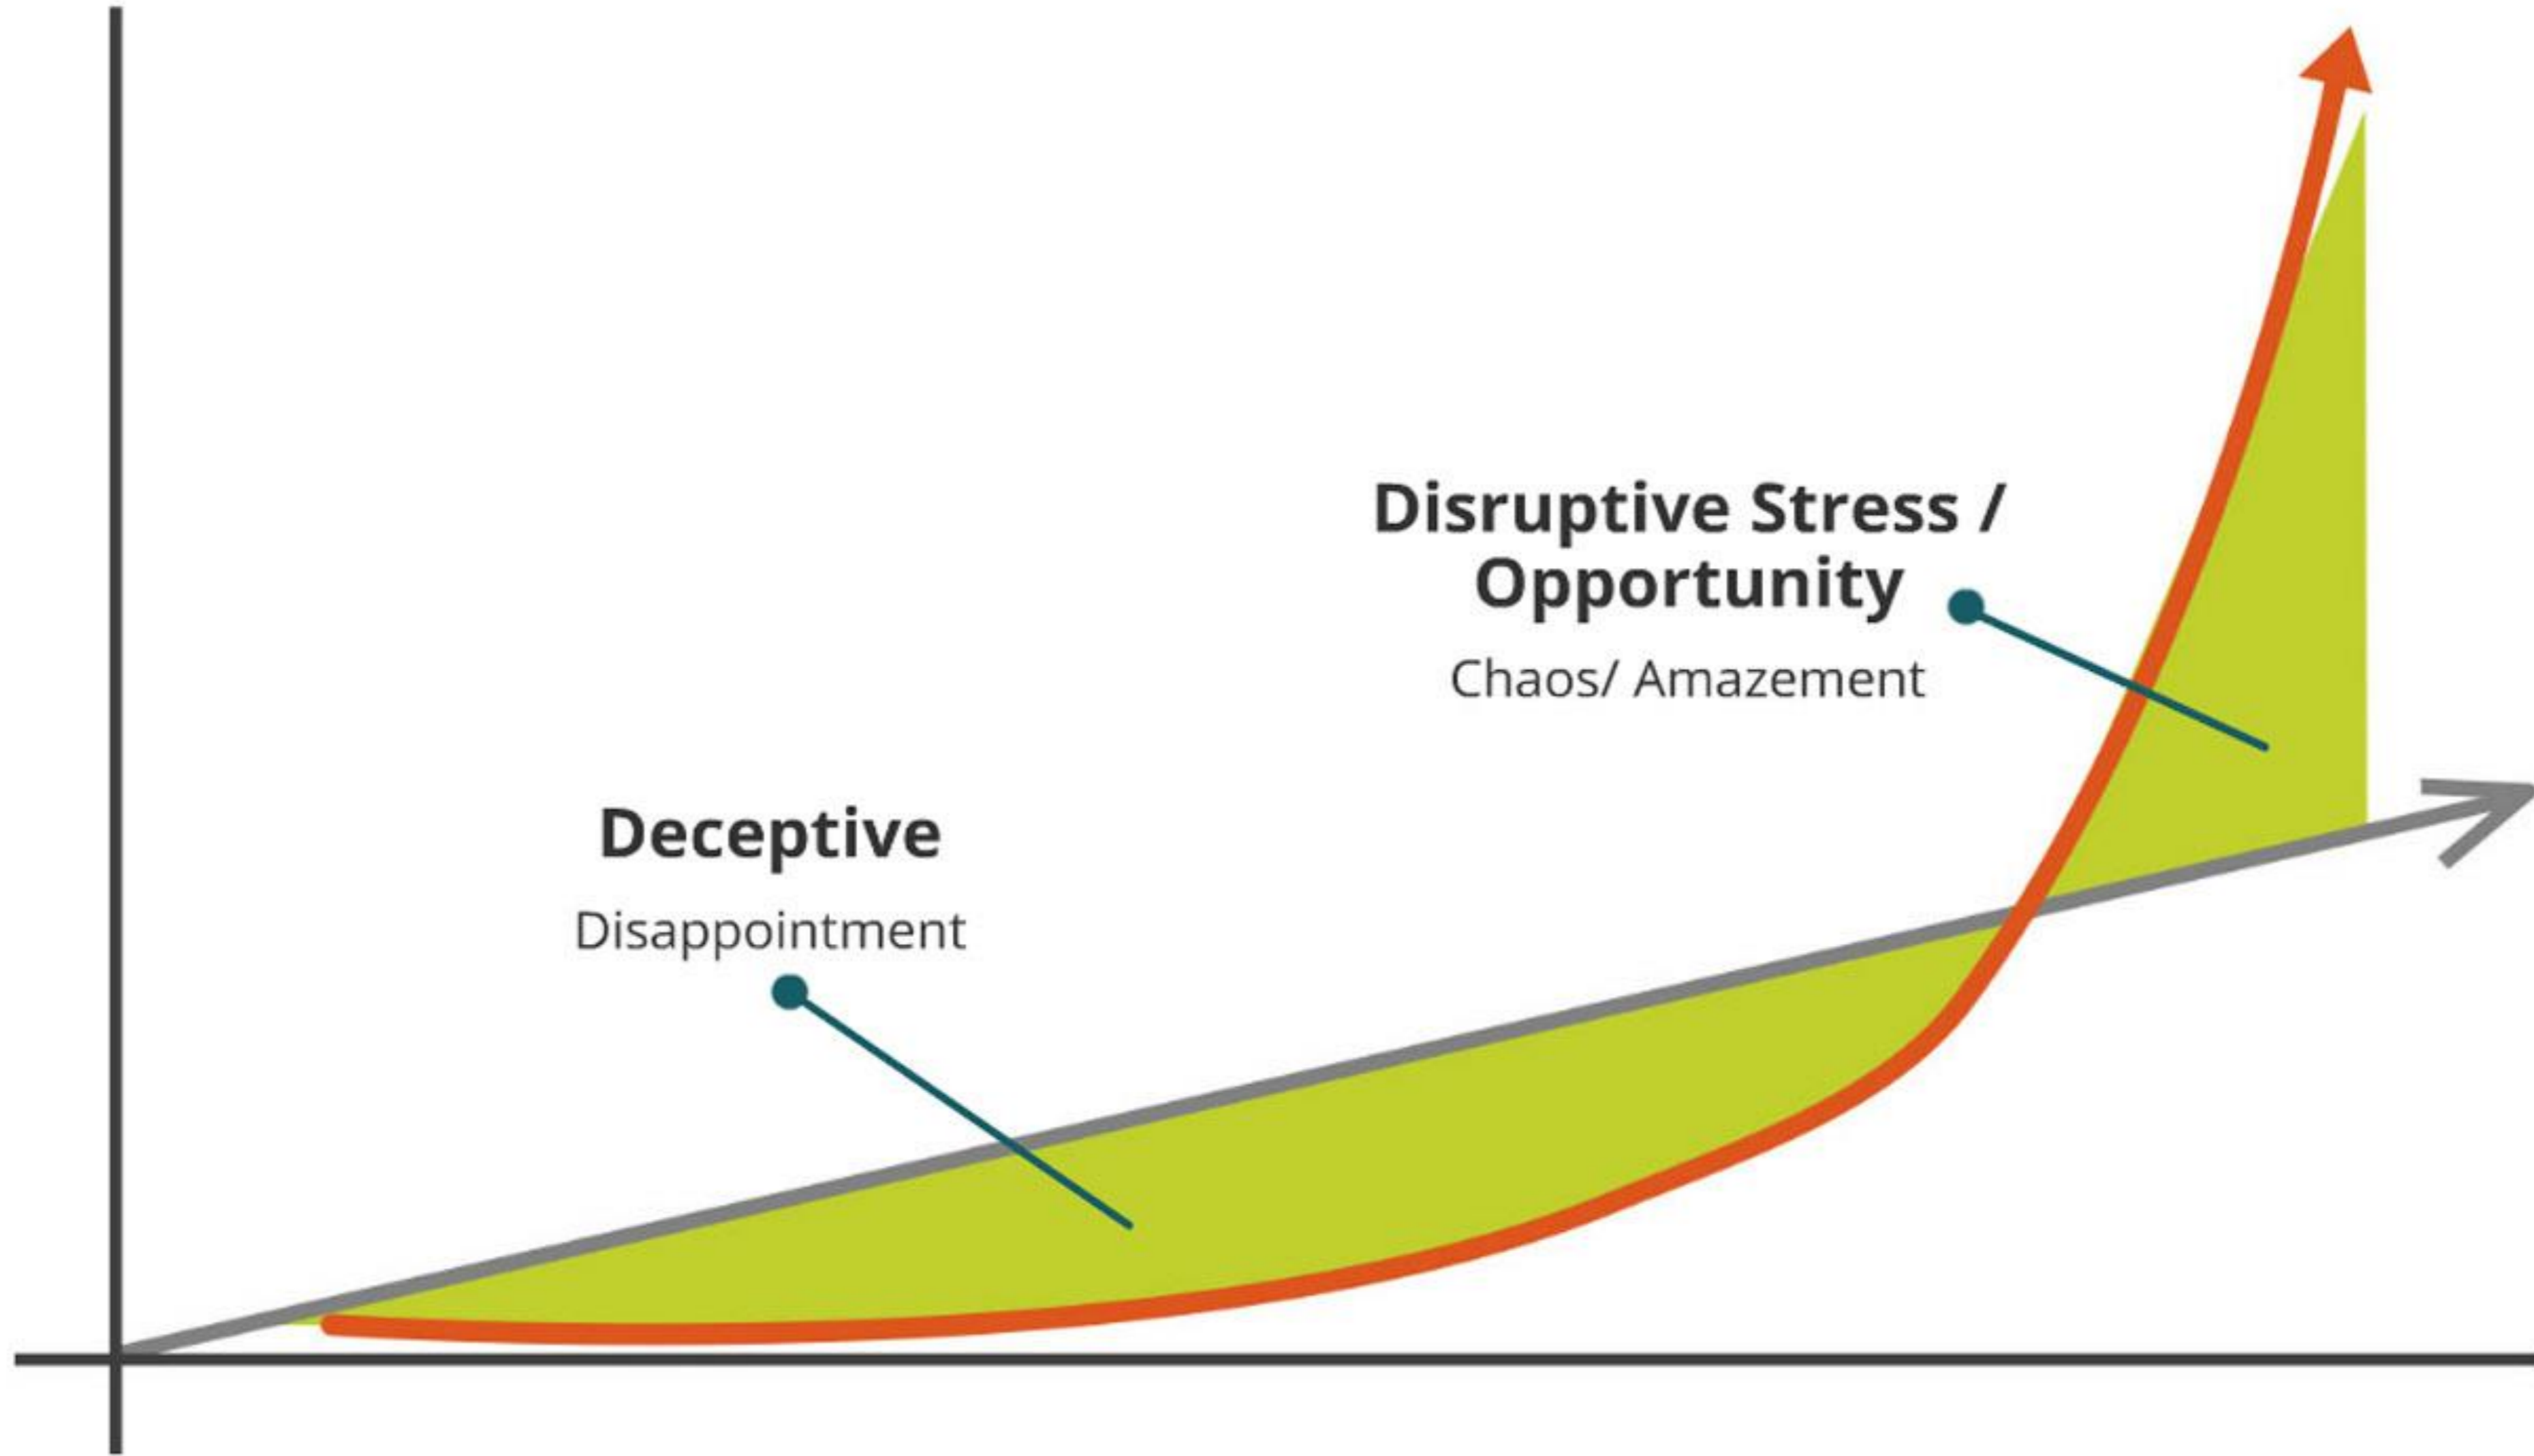 Disruptive Stress /
Opportunity
Chaos/ Amazement
Deceptive
Disappointment